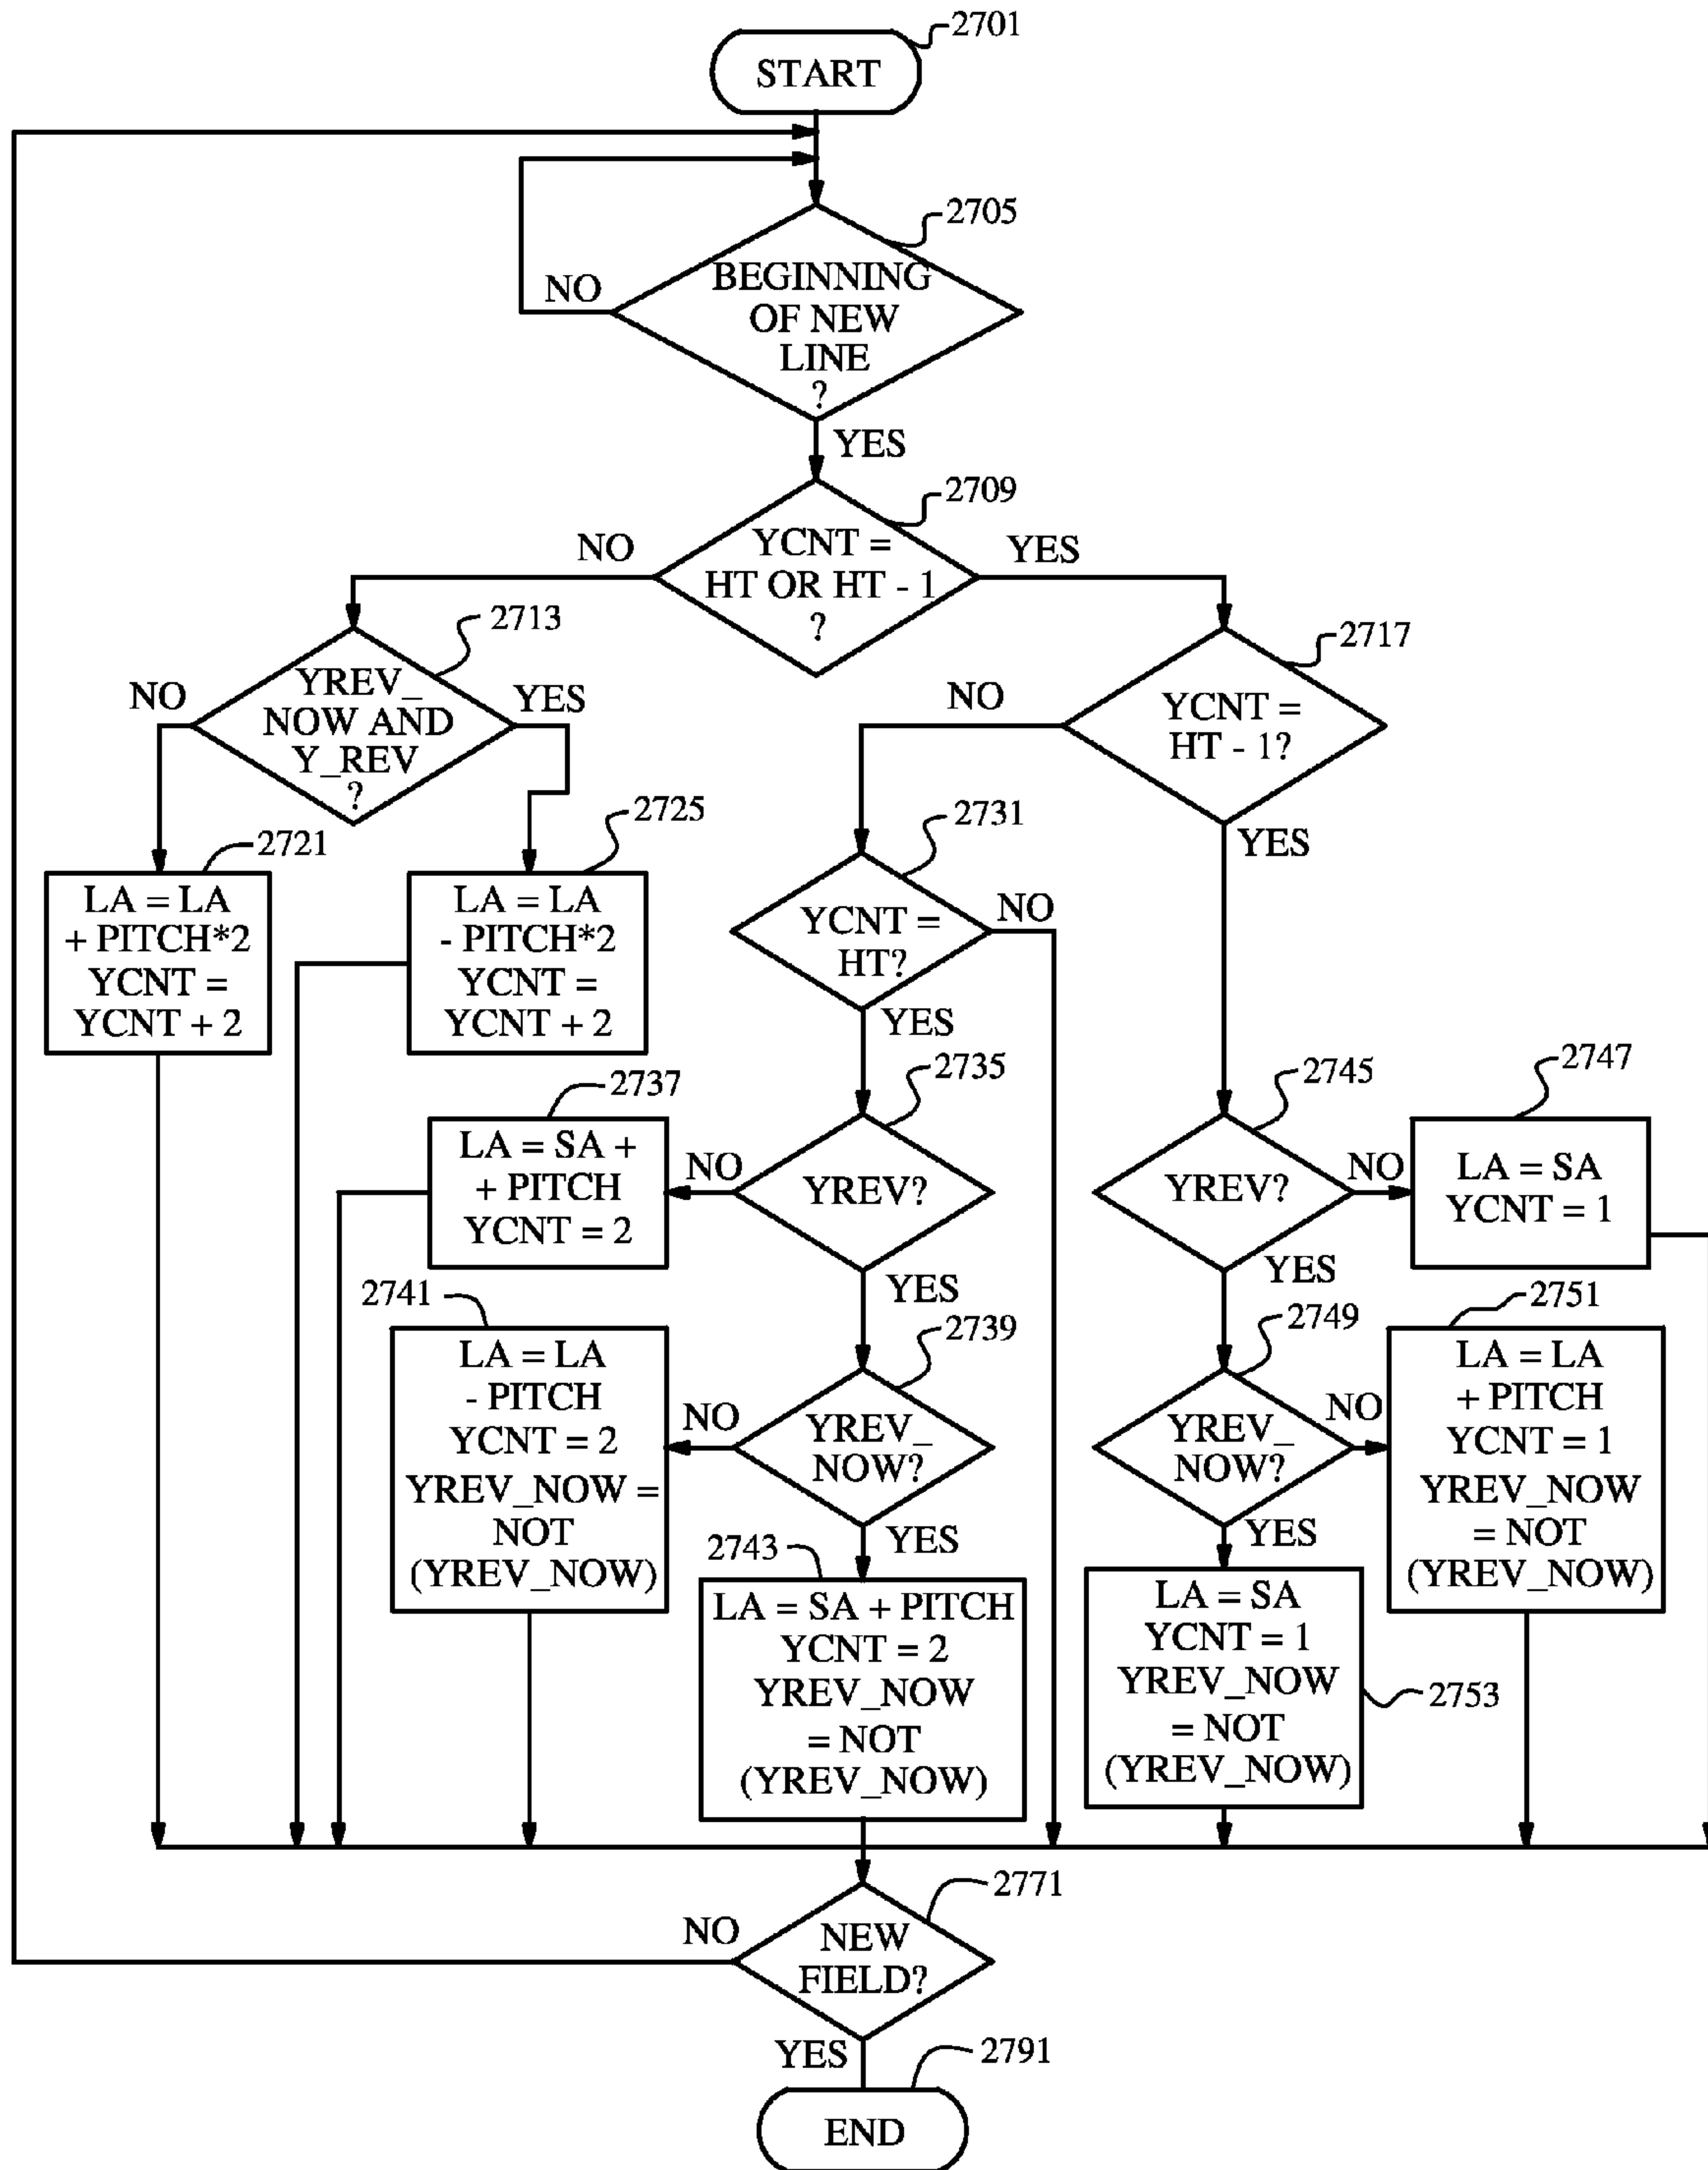 2701
START
2705
BEGINNING
OF NEW
LINE
?
NO
YES
2709
YCNT =
HT OR HT - 1
?
NO
YES
2713
YREV_
NOW AND
Y_REV
?
NO
YES
2717
YCNT =
HT - 1?
NO
YES
2721
LA = LA
+ PITCH*2
YCNT =
YCNT + 2
2725
LA = LA
- PITCH*2
YCNT =
YCNT + 2
2731
YCNT =
HT?
NO
YES
2735
YREV?
NO
YES
2737
LA = SA +
+ PITCH
YCNT = 2
2745
YREV?
NO
YES
2747
LA = SA
YCNT = 1
2739
YREV_
NOW?
NO
YES
2741
LA = LA
- PITCH
YCNT = 2
YREV_NOW =
NOT
(YREV_NOW)
2743
LA = SA + PITCH
YCNT = 2
YREV_NOW
= NOT
(YREV_NOW)
2749
YREV_
NOW?
NO
YES
2751
LA = LA
+ PITCH
YCNT = 1
YREV_NOW
= NOT
(YREV_NOW)
2753
LA = SA
YCNT = 1
YREV_NOW
= NOT
(YREV_NOW)
2771
NEW
FIELD?
NO
YES
2791
END